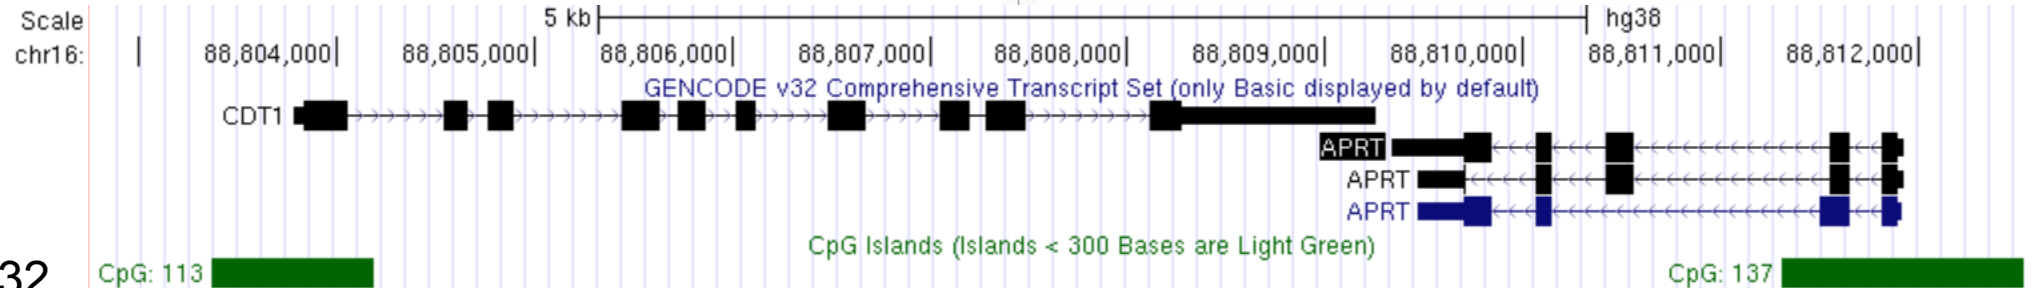 Scale 5 kb hg38
chr16: 88,804,000 88,805,000 88,806,000 88,807,000 88,808,000 88,809,000 88,810,000 88,811,000 88,812,000
GENCODE v32 Comprehensive Transcript Set (only Basic displayed by default)
CDT1
APRT
APRT
APRT
CpG Islands (Islands < 300 Bases are Light Green)
32 CpG: 113 CpG: 137